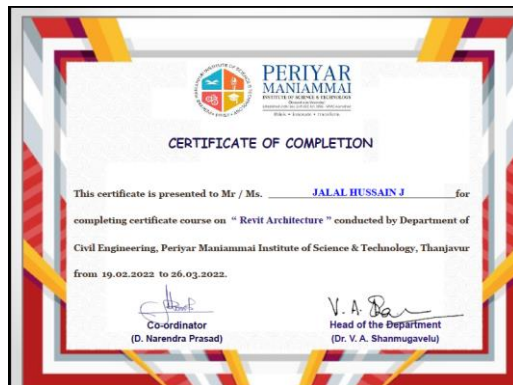 PERIYAR
MANIAMMAI
INSTITUTE OF SCIENCE & TECHNOLOGY
CERTIFICATE OF COMPLETION
This certificate is presented to Mr / Ms. JALAL HUSSAIN J for
completing certificate course on “ Revit Architecture ” conducted by Department of
Civil Engineering, Periyar Maniammai Institute of Science & Technology, Thanjavur
from 19.02.2022 to 26.03.2022.
V. A.
Co-ordinator
(D. Narendra Prasad)
Head of the Department
(Dr. V. A. Shanmugavelu)